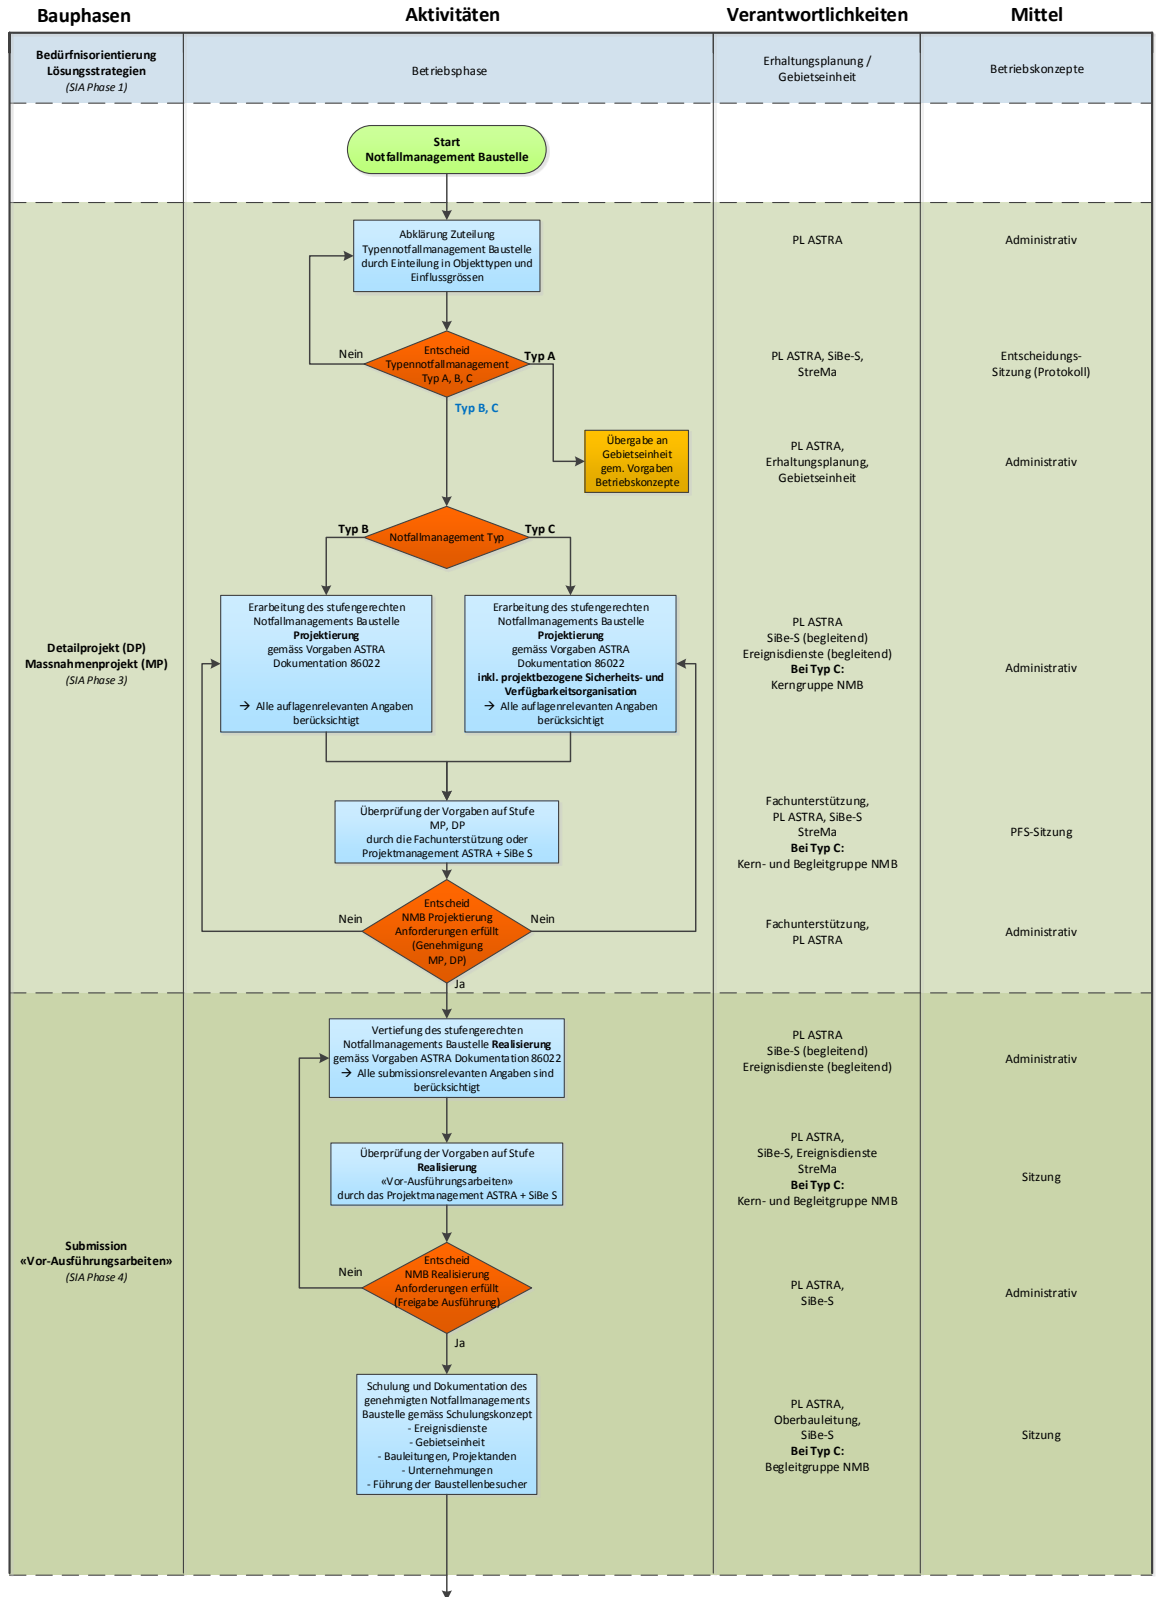 Bauphasen
Aktivitäten
Verantwortlichkeiten
Mittel
Bedürfnisorientierung
Lösungsstrategien
(SIA Phase 1)
Betriebsphase
Erhaltungsplanung /
Gebietseinheit
Betriebskonzepte
Start
Notfallmanagement Baustelle
Abklärung Zuteilung
Typennotfallmanagement Baustelle
durch Einteilung in Objekttypen und
Einflussgrössen
PL ASTRA
Administrativ
Nein
Entscheid
Typennotfallmanagement
Typ A, B, C
Typ A
Typ B, C
PL ASTRA, SiBe-S,
StreMa
Entscheidungs-
Sitzung (Protokoll)
Übergabe an
Gebietseinheit
gem. Vorgaben
Betriebskonzepte
PL ASTRA,
Erhaltungsplanung,
Gebietseinheit
Administrativ
Typ B
Notfallmanagement Typ
Typ C
Detailprojekt (DP)
Massnahmenprojekt (MP)
(SIA Phase 3)
Erarbeitung des stufengerechten
Notfallmanagements Baustelle
Projektierung
gemäss Vorgaben ASTRA
Dokumentation 86022
→ Alle auflagenrelevanten Angaben
berücksichtigt
Erarbeitung des stufengerechten
Notfallmanagements Baustelle
Projektierung
gemäss Vorgaben ASTRA
Dokumentation 86022
inkl. projektbezogene Sicherheits- und
Verfügbarkeitsorganisation
→ Alle auflagenrelevanten Angaben
berücksichtigt
PL ASTRA
SiBe-S (begleitend)
Ereignisdienste (begleitend)
Bei Typ C:
Kerngruppe NMB
Administrativ
Überprüfung der Vorgaben auf Stufe
MP, DP
durch die Fachunterstützung oder
Projektmanagement ASTRA + SiBe S
Fachunterstützung,
PL ASTRA, SiBe-S
StreMa
Bei Typ C:
Kern- und Begleitgruppe NMB
PFS-Sitzung
Nein
Entscheid
NMB Projektierung
Anforderungen erfüllt
(Genehmigung
MP, DP)
Nein
Ja
Fachunterstützung,
PL ASTRA
Administrativ
Vertiefung des stufengerechten
Notfallmanagements Baustelle Realisierung
gemäss Vorgaben ASTRA Dokumentation 86022
→ Alle submissionsrelevanten Angaben sind
berücksichtigt
PL ASTRA
SiBe-S (begleitend)
Ereignisdienste (begleitend)
Administrativ
Überprüfung der Vorgaben auf Stufe
Realisierung
«Vor-Ausführungsarbeiten»
durch das Projektmanagement ASTRA + SiBe S
PL ASTRA,
SiBe-S, Ereignisdienste
StreMa
Bei Typ C:
Kern- und Begleitgruppe NMB
Sitzung
Submission
«Vor-Ausführungsarbeiten»
(SIA Phase 4)
Nein
Entscheid
NMB Realisierung
Anforderungen erfüllt
(Freigabe Ausführung)
Ja
PL ASTRA,
SiBe-S
Administrativ
Schulung und Dokumentation des
genehmigten Notfallmanagements
Baustelle gemäss Schulungskonzept
- Ereignisdienste
- Gebietseinheit
- Bauleitungen, Projektanden
- Unternehmungen
- Führung der Baustellenbesucher
PL ASTRA,
Oberbauleitung,
SiBe-S
Bei Typ C:
Begleitgruppe NMB
Sitzung